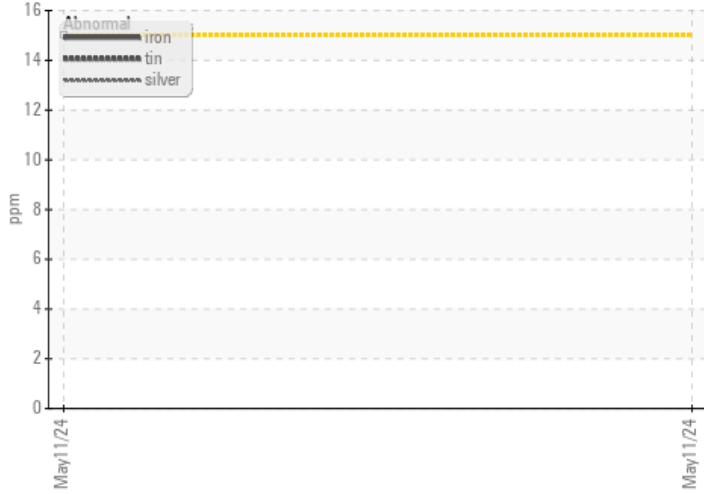 16
Abnormal
iron
14
tin
silver
12
10
ppm
8
6
4
2
0
May11/24
May11/24